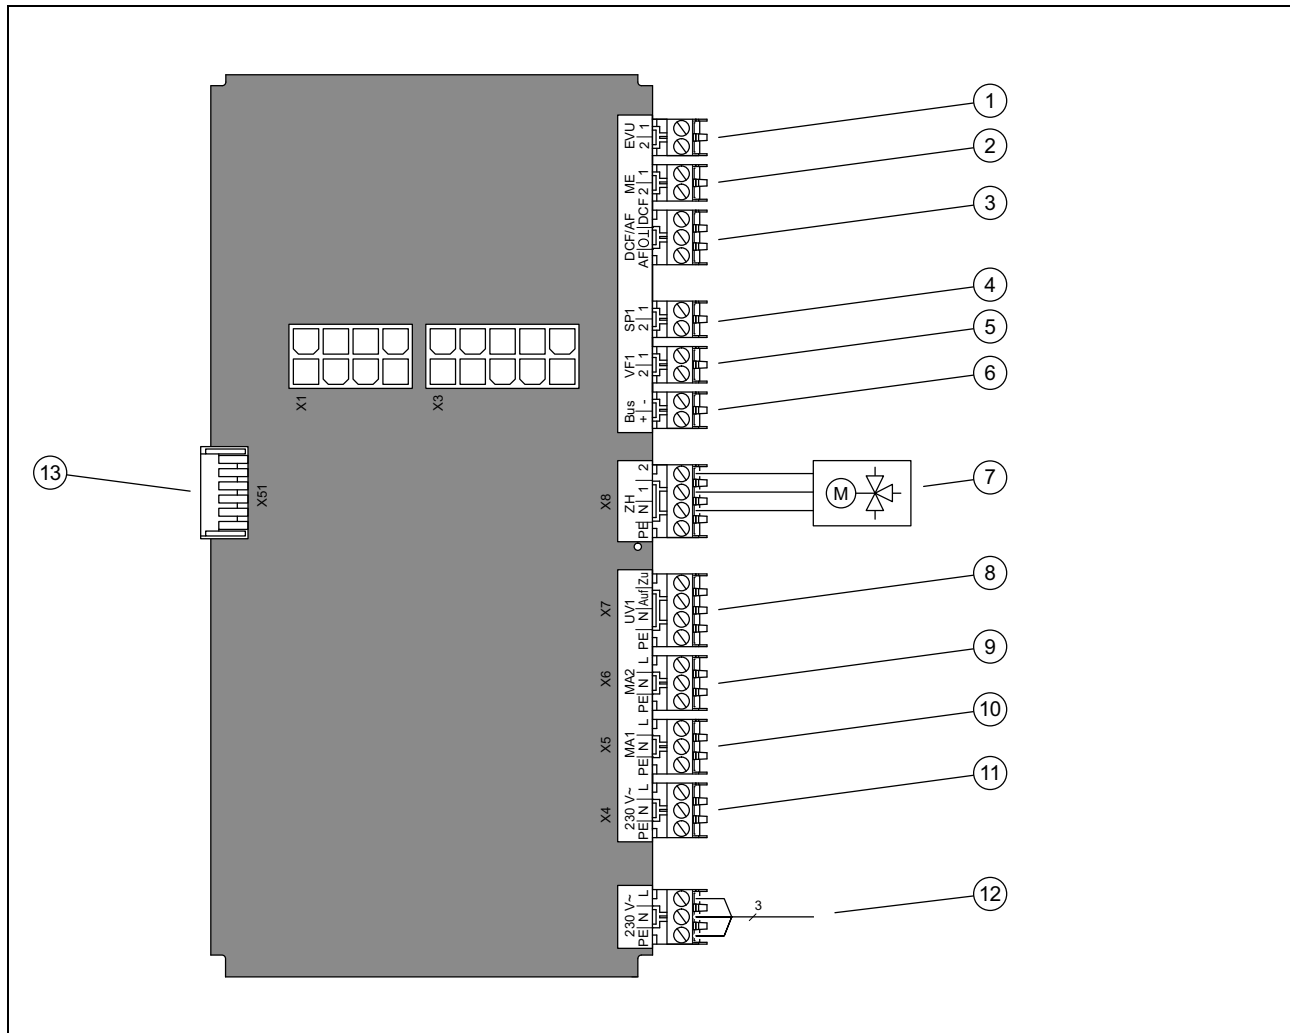 1
EVU
2 1
2
ME
2 1
3
DCF/AF
AF O⊥ DCF
4
SP1
2 1
5
VF1
2 1
6
Bus
+ -
X1
X3
13
X51
7
X8
ZH
PE N 1 2
M
8
X7
UV1
PE N Auf Zu
9
X6
MA2
PE N L
10
X5
MA1
PE N L
11
X4
230 V~
PE N L
12
230 V~
PE N L
3